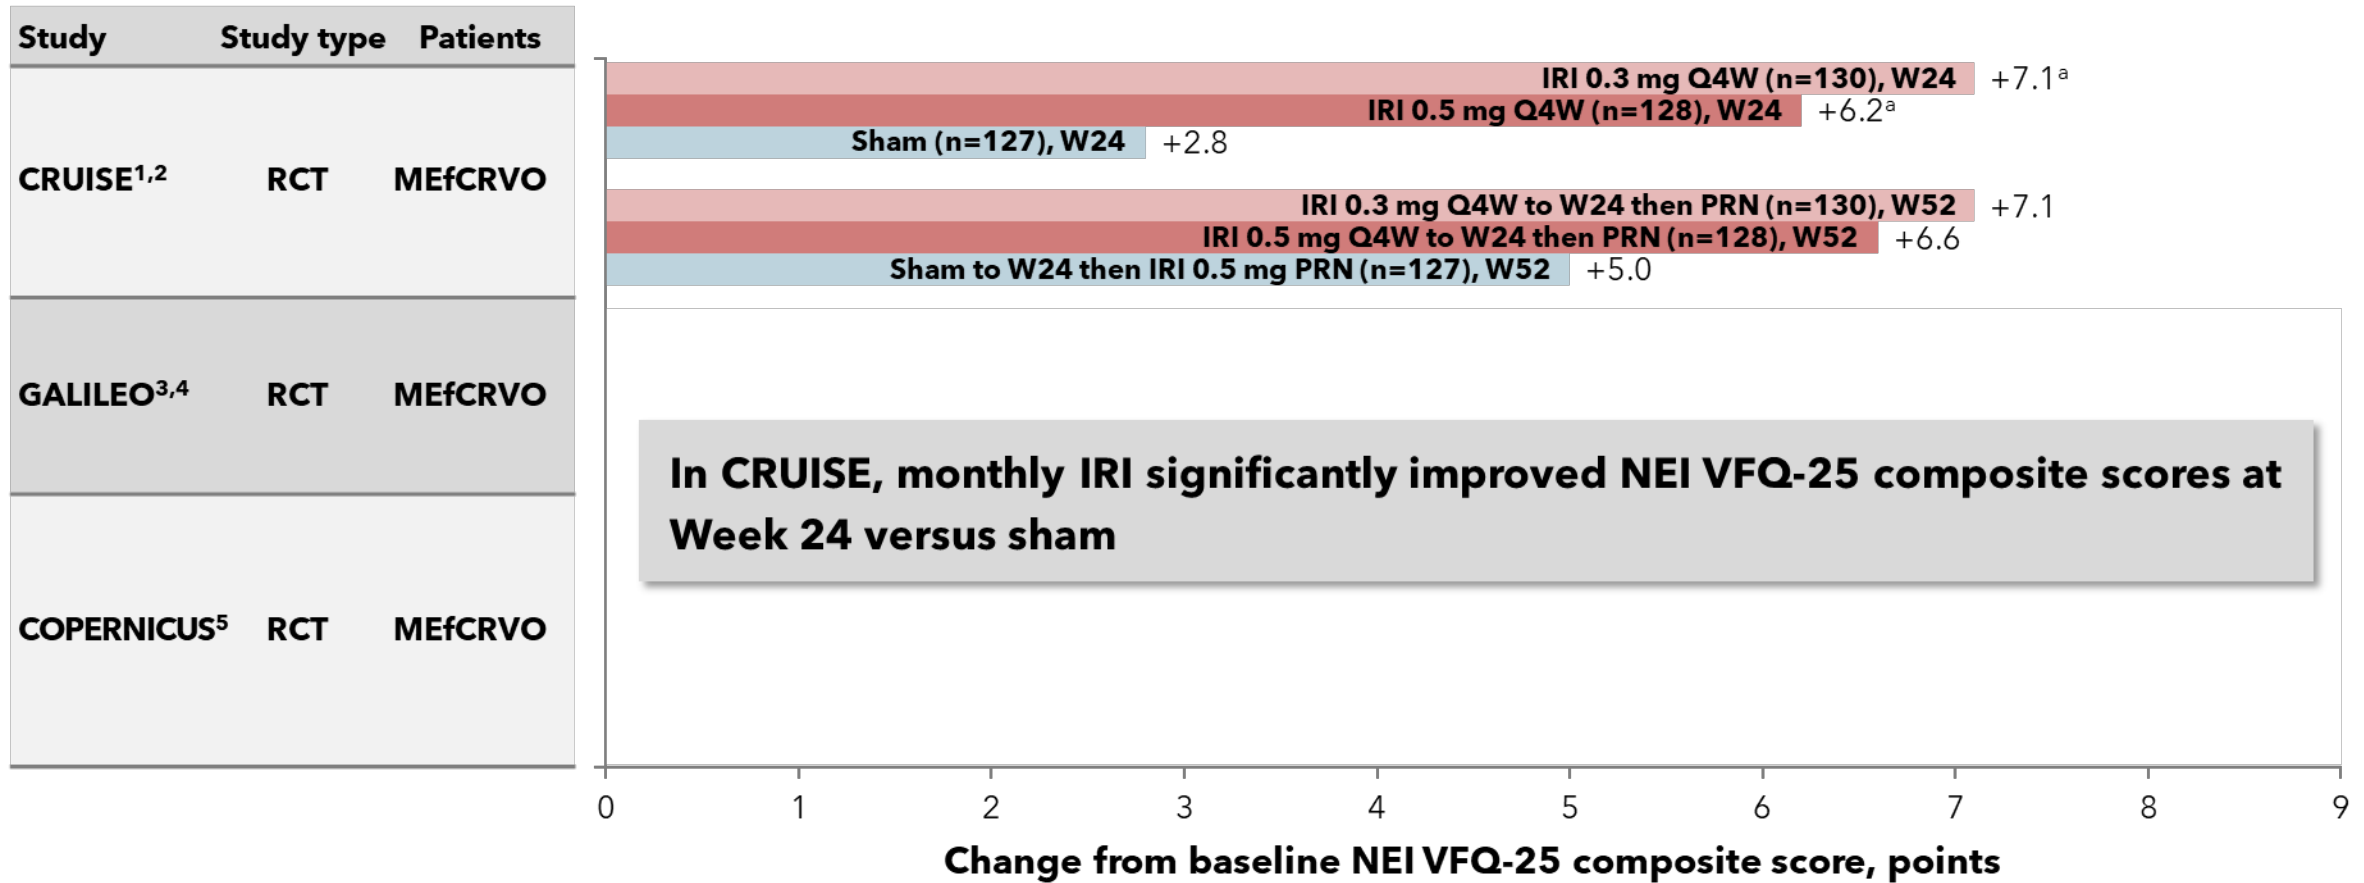 Study Study type Patients
IRI 0.3 mg Q4W (n=130), W24 +7.1ᵃ
IRI 0.5 mg Q4W (n=128), W24 +6.2ᵃ
Sham (n=127), W24 +2.8
CRUISE¹,² RCT MEfCRVO
IRI 0.3 mg Q4W to W24 then PRN (n=130), W52 +7.1
IRI 0.5 mg Q4W to W24 then PRN (n=128), W52 +6.6
Sham to W24 then IRI 0.5 mg PRN (n=127), W52 +5.0
GALILEO³,⁴ RCT MEfCRVO
In CRUISE, monthly IRI significantly improved NEI VFQ-25 composite scores at
Week 24 versus sham
COPERNICUS⁵ RCT MEfCRVO
0 1 2 3 4 5 6 7 8 9
Change from baseline NEI VFQ-25 composite score, points